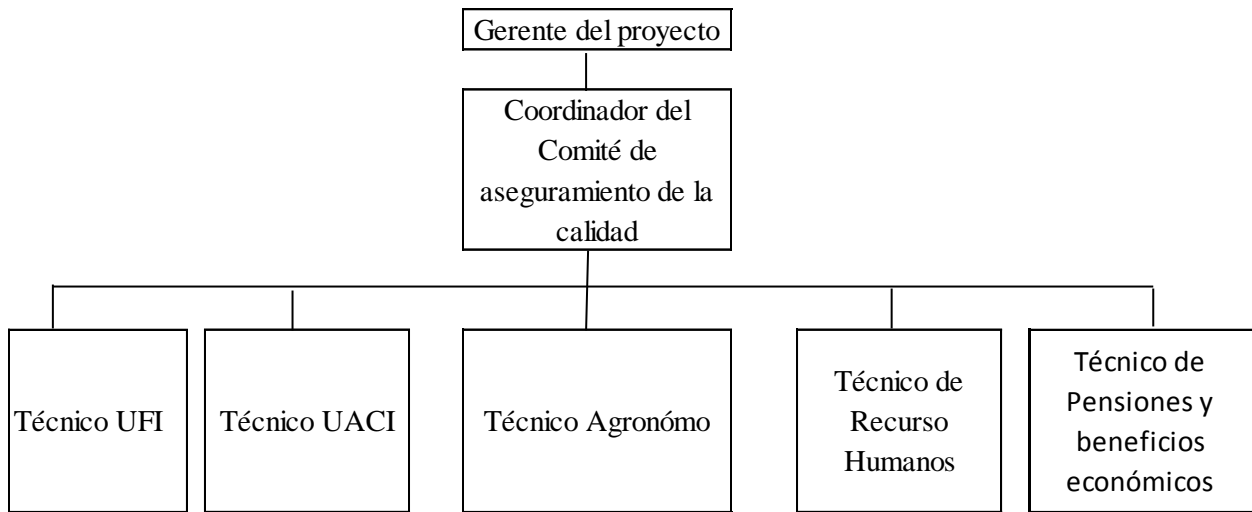 Gerente del proyecto
Coordinador del
Comité de
aseguramiento de la
calidad
Técnico UFI
Técnico UACI
Técnico Agronómo
Técnico de
Recurso
Humanos
Técnico de
Pensiones y
beneficios
económicos